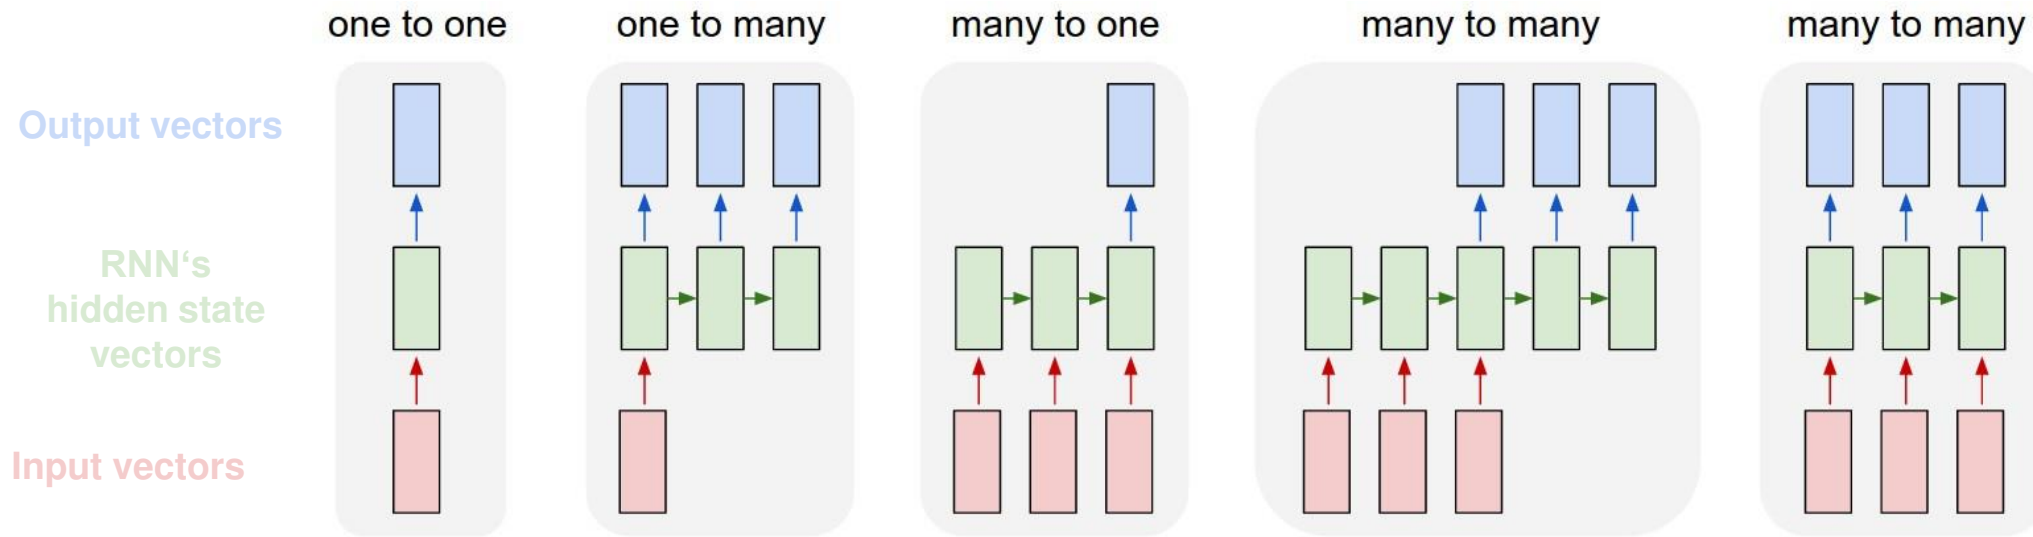 one to one
one to many
many to one
many to many
many to many
Output vectors
RNN‘s
hidden state
vectors
Input vectors